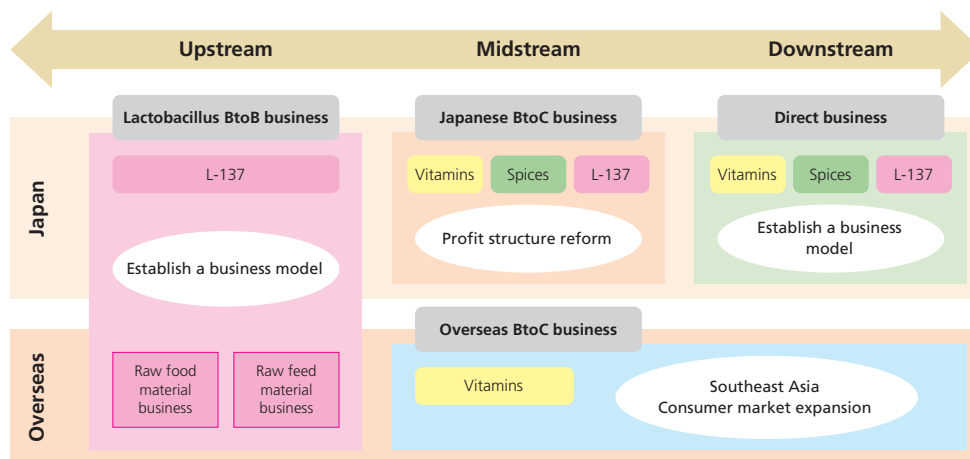 Upstream
Midstream
Downstream
Japan
Lactobacillus BtoB business
L-137
Establish a business model
Japanese BtoC business
Vitamins
Spices
L-137
Profit structure reform
Direct business
Vitamins
Spices
L-137
Establish a business
model
Overseas
Raw food
material
business
Raw feed
material
business
Overseas BtoC business
Vitamins
Southeast Asia
Consumer market expansion